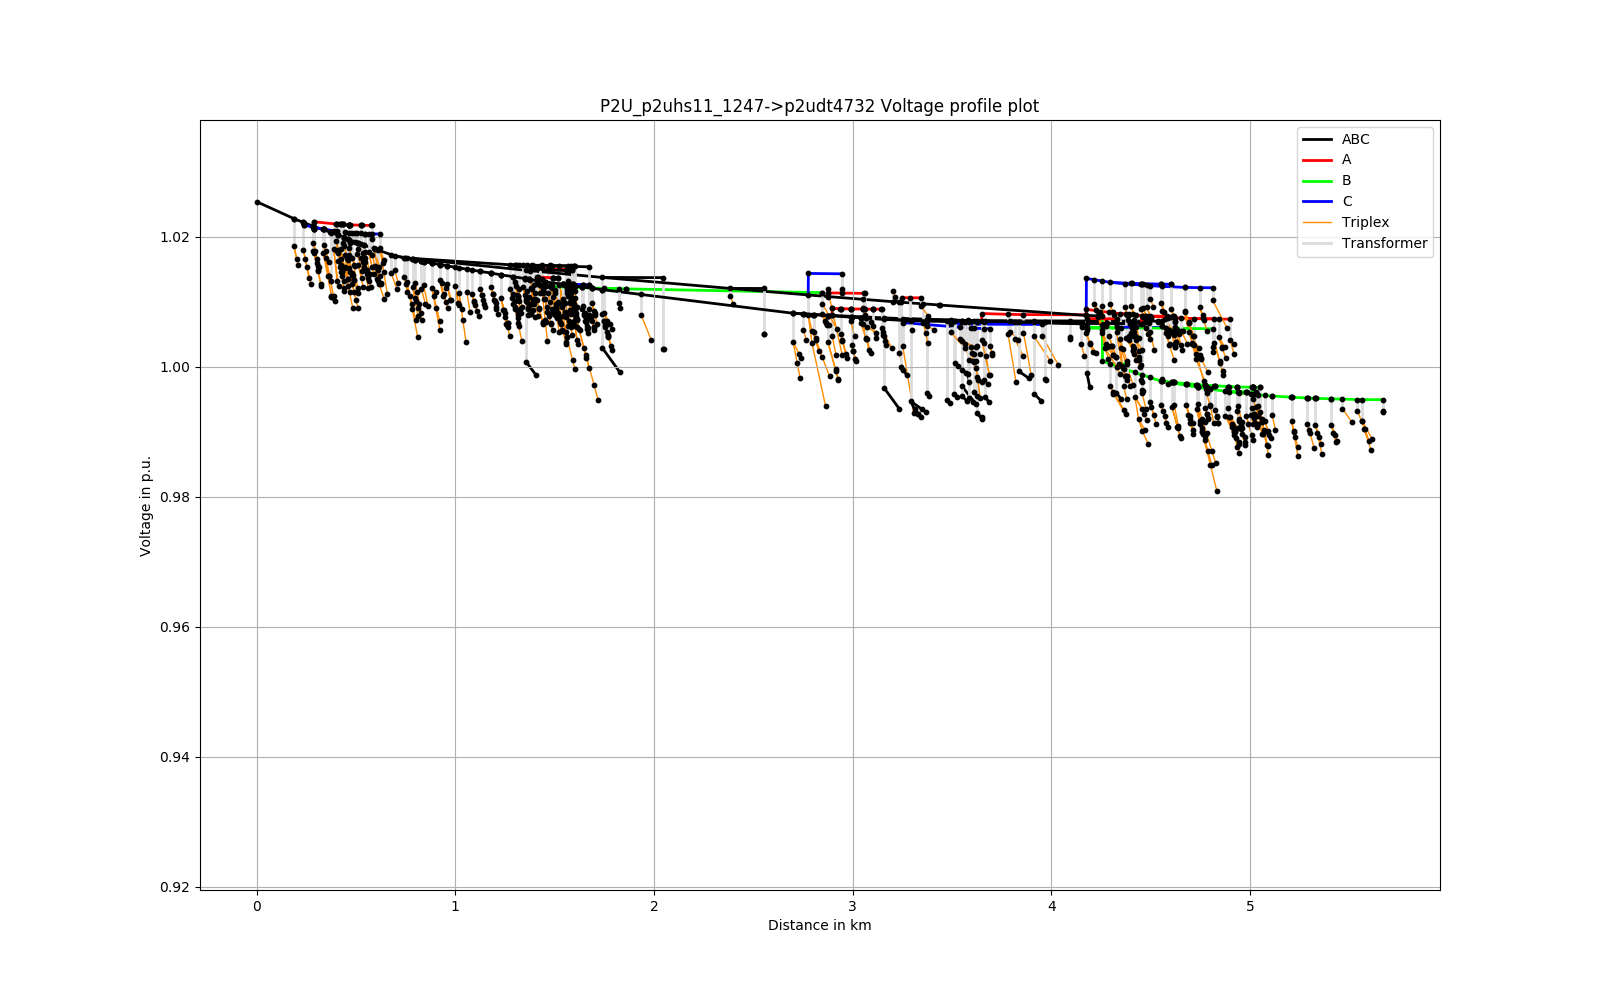 P2U_p2uhs11_1247->p2udt4732 Voltage profile plot
ABC
A
B
C
Triplex
Transformer
1.02
1.00
0.98
0.96
0.94
0.92
Voltage in p.u.
0 1 2 3 4 5
Distance in km